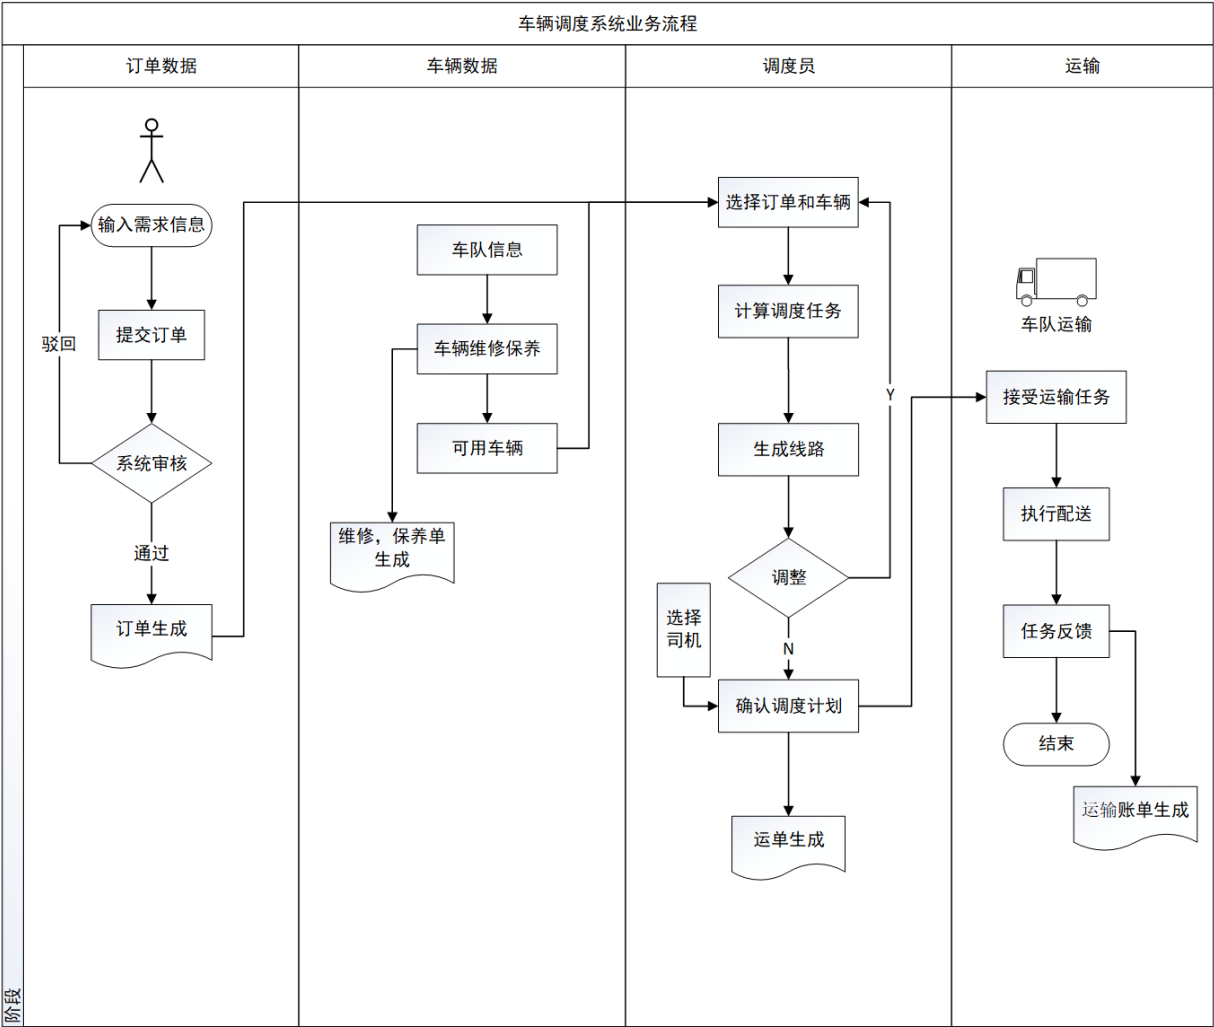 车辆调度系统业务流程
订单数据
车辆数据
调度员
运输
输入需求信息
提交订单
驳回
系统审核
通过
订单生成
车队信息
车辆维修保养
可用车辆
维修，保养单
生成
选择订单和车辆
计算调度任务
生成线路
调整
Y
N
选择
司机
确认调度计划
运单生成
车队运输
接受运输任务
执行配送
任务反馈
结束
运输账单生成
阶段